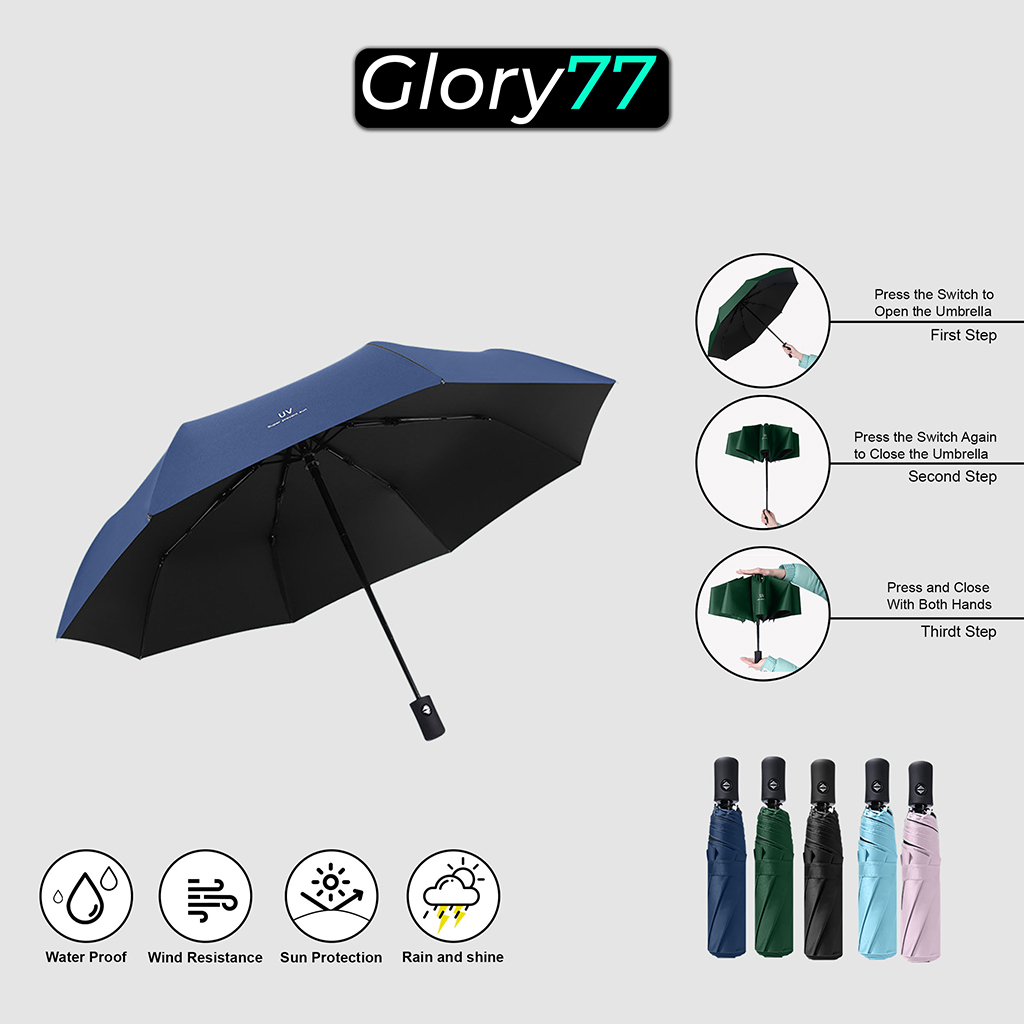 Glory77
Press the Switch to
Open the Umbrella
First Step
UV
Press the Switch Again
to Close the Umbrella
Second Step
Press and Close
With Both Hands
Thirdt Step
Water Proof
Wind Resistance
Sun Protection
Rain and shine